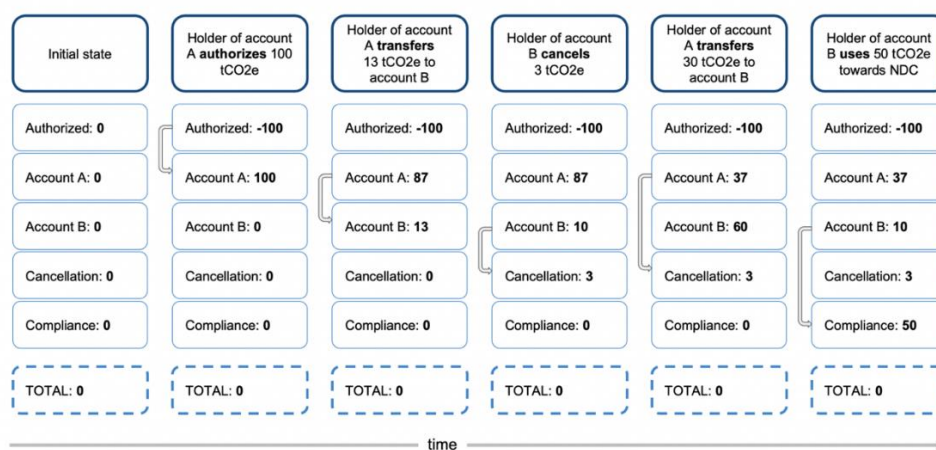 Initial state
Holder of account
A authorizes 100
tCO2e
Holder of account
A transfers
13 tCO2e to
account B
Holder of account
B cancels
3 tCO2e
Holder of account
A transfers
30 tCO2e to
account B
Holder of account
B uses 50 tCO2e
towards NDC
Authorized: 0
Authorized: -100
Authorized: -100
Authorized: -100
Authorized: -100
Authorized: -100
Account A: 0
Account A: 100
Account A: 87
Account A: 87
Account A: 37
Account A: 37
Account B: 0
Account B: 0
Account B: 13
Account B: 10
Account B: 60
Account B: 10
Cancellation: 0
Cancellation: 0
Cancellation: 0
Cancellation: 3
Cancellation: 3
Cancellation: 3
Compliance: 0
Compliance: 0
Compliance: 0
Compliance: 0
Compliance: 0
Compliance: 50
TOTAL: 0
TOTAL: 0
TOTAL: 0
TOTAL: 0
TOTAL: 0
TOTAL: 0
time